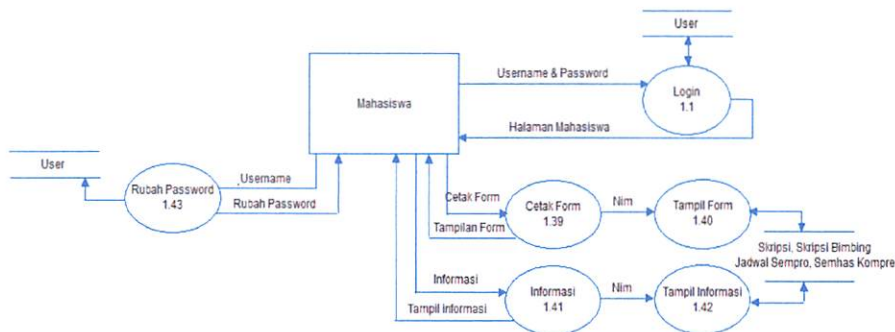 User
Username & Password
Login
1.1
Mahasiswa
Halaman Mahasiswa
User
Rubah Password
1.43
,Username
Rubah Password
Cetak Form
Tampilan Form
Cetak Form
1.39
Nim
Tampil Form
1.40
Skripsi, Skripsi Bimbing
Jadwal Sempro, Semhas Kompre
Informasi
Tampil informasi
Informasi
1.41
Nim
Tampil Informasi
1.42